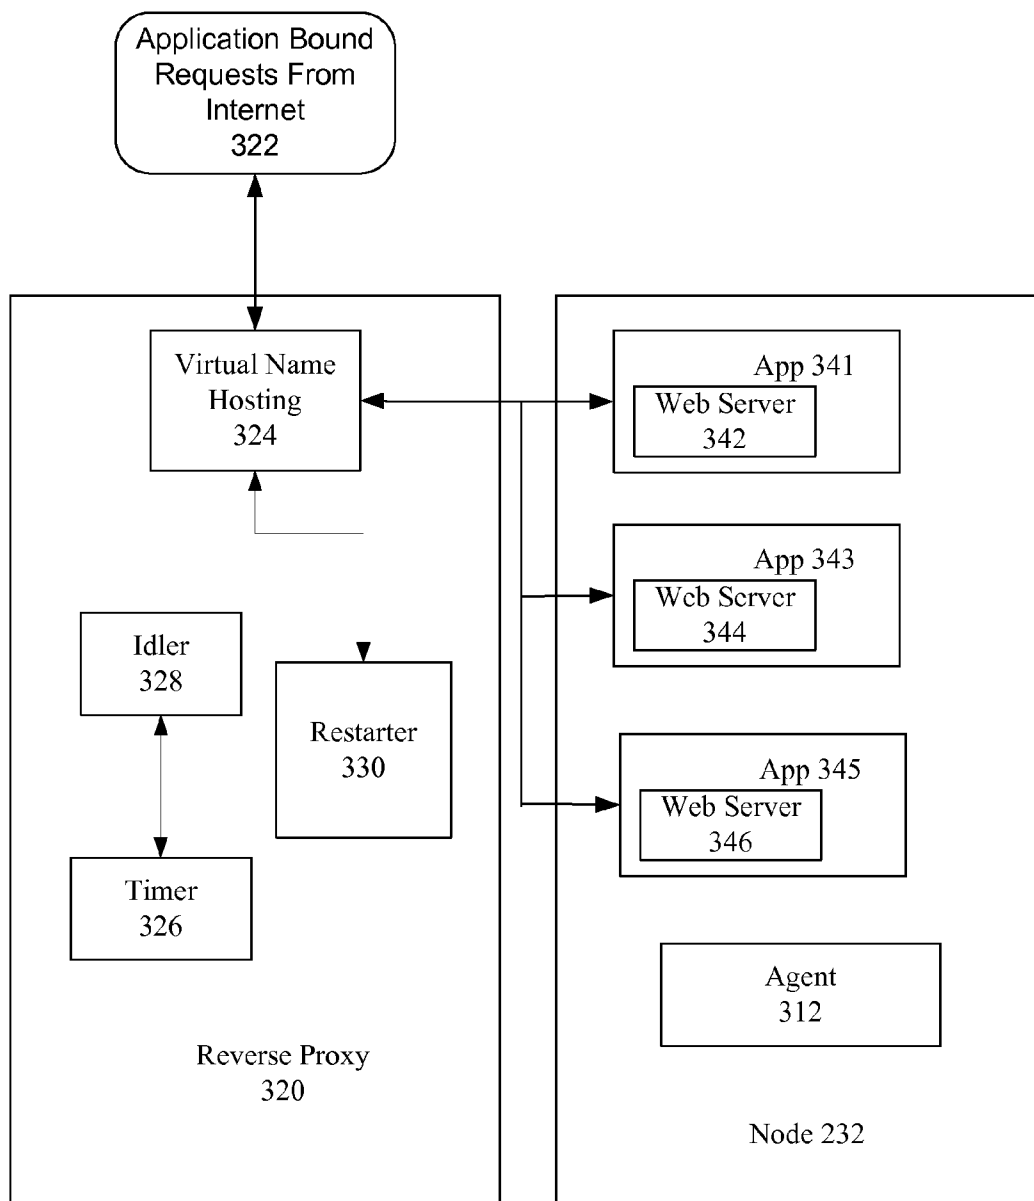 Application Bound
Requests From
Internet
322
Virtual Name
Hosting
324
Idler
328
Restarter
330
Timer
326
Reverse Proxy
320
App 341
Web Server
342
App 343
Web Server
344
App 345
Web Server
346
Agent
312
Node 232